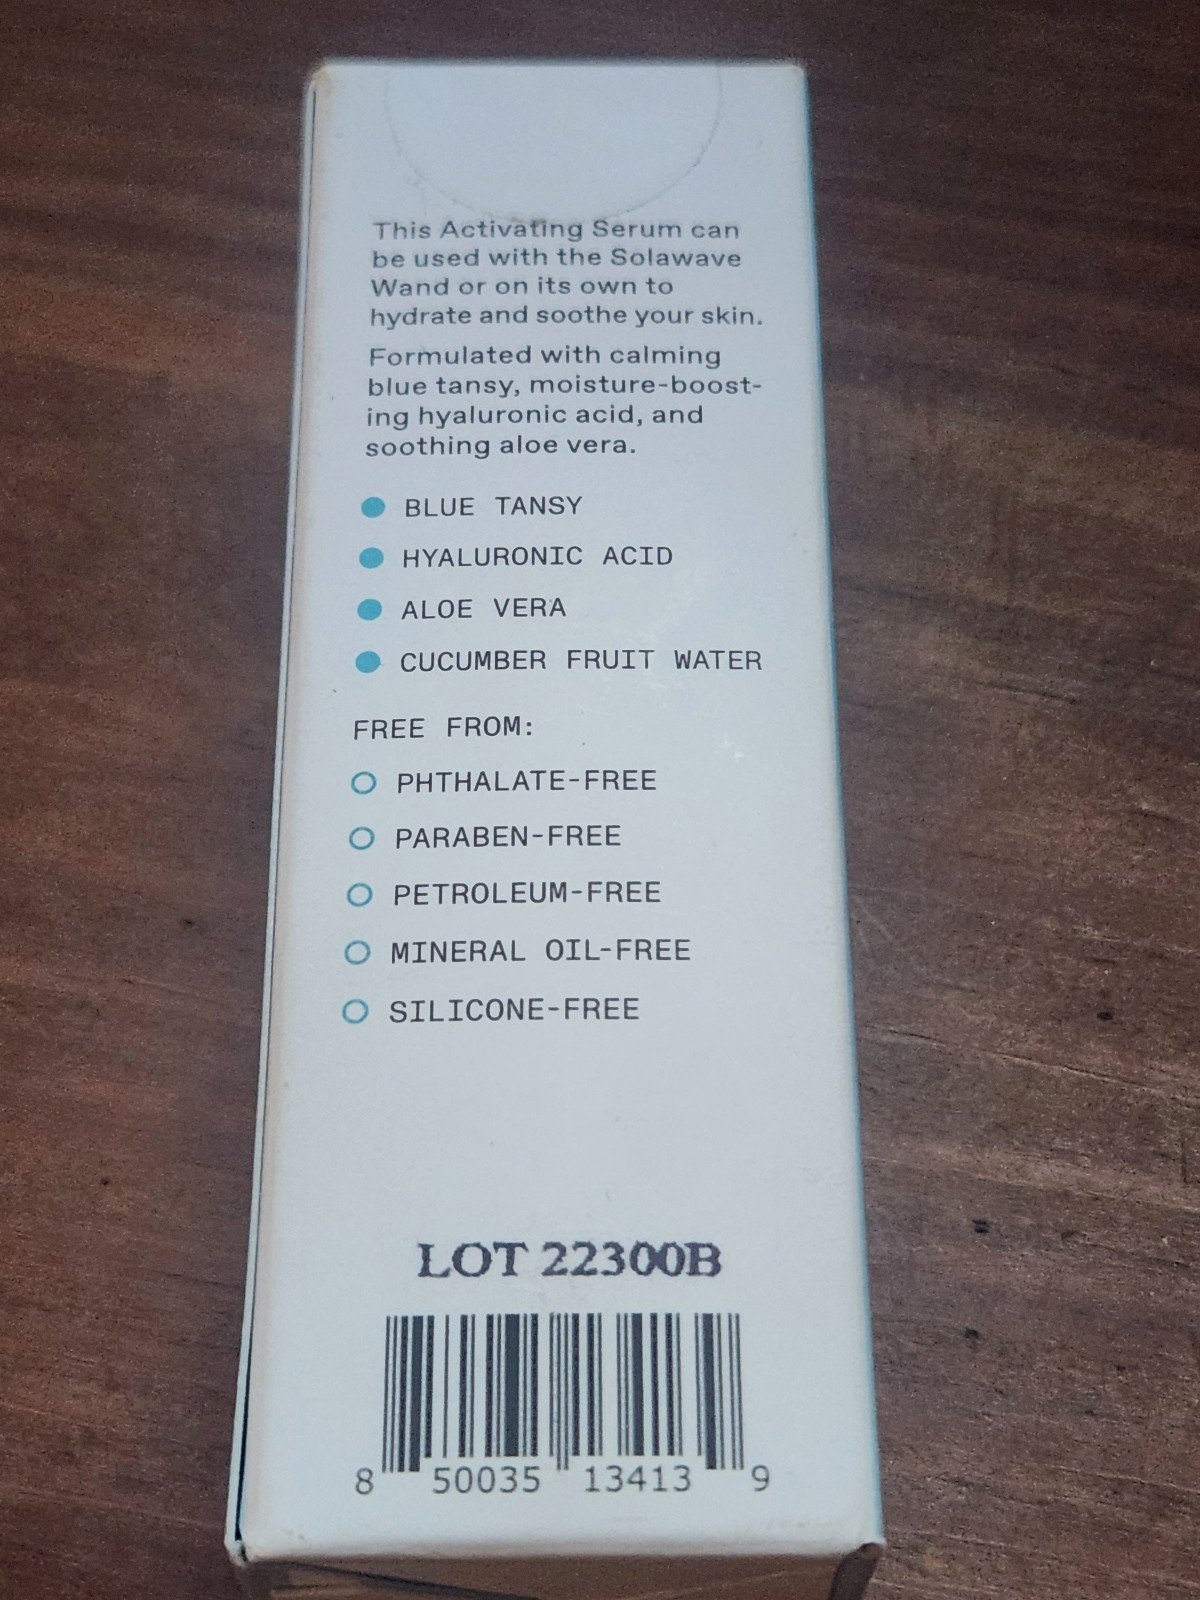 This Activating Serum can
be used with the Solawave
Wand or on its own to
hydrate and soothe your skin.
Formulated with calming
blue tansy, moisture-boost-
ing hyaluronic acid, and
soothing aloe vera.
BLUE TANSY
HYALURONIC ACID
ALOE VERA
CUCUMBER FRUIT WATER
FREE FROM:
PHTHALATE-FREE
PARABEN-FREE
PETROLEUM-FREE
MINERAL OIL-FREE
SILICONE-FREE
LOT 22300B
8 50035 13413 9